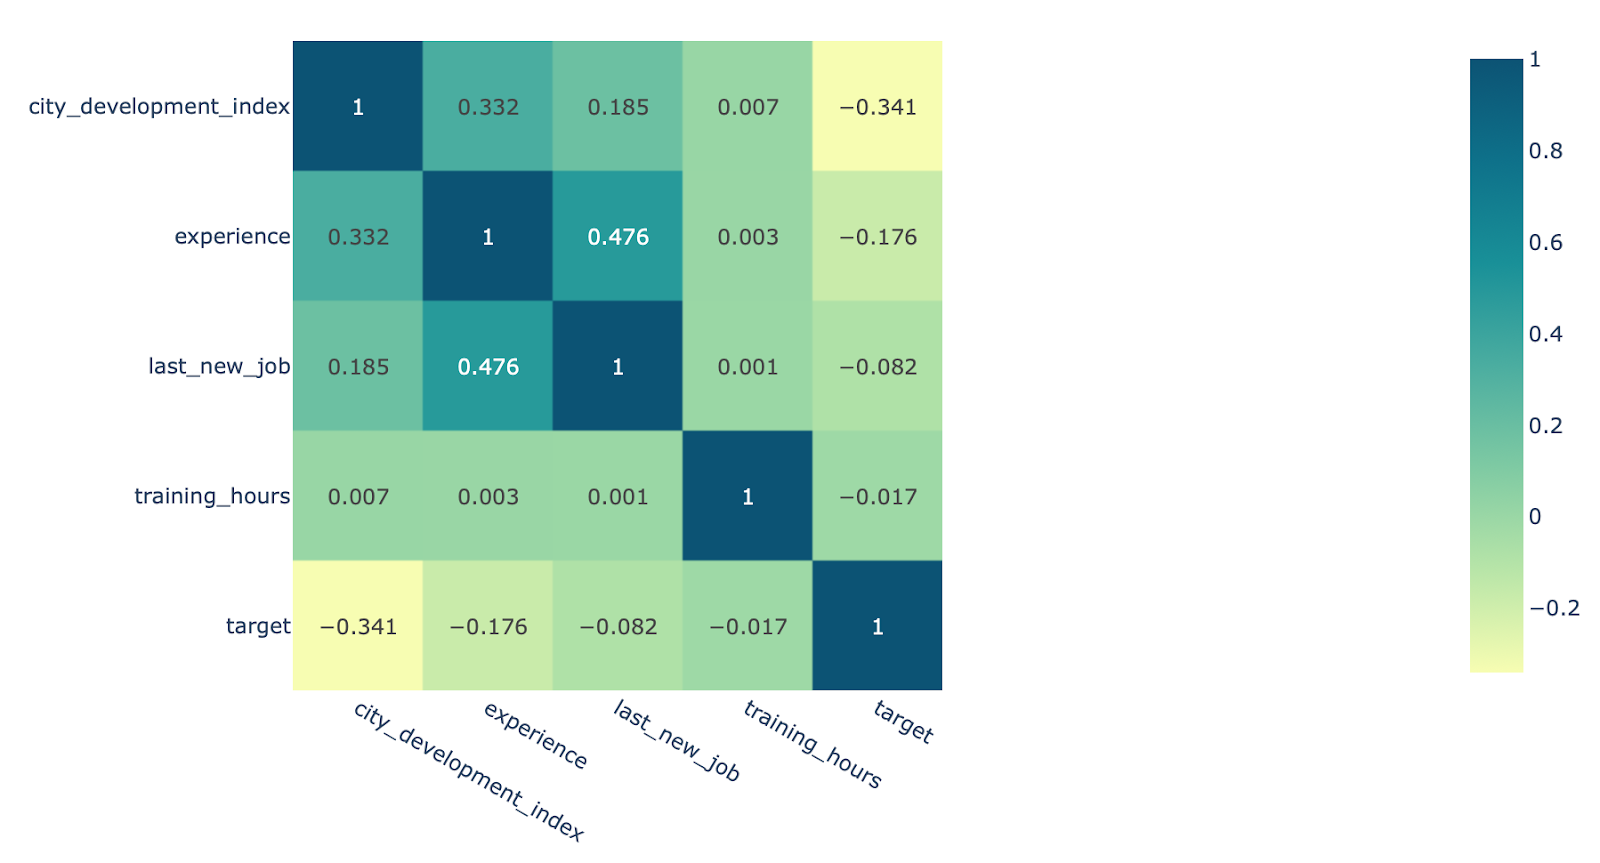 city_development_index 1 0.332 0.185 0.007 −0.341
experience 0.332 1 0.476 0.003 −0.176
last_new_job 0.185 0.476 1 0.001 −0.082
training_hours 0.007 0.003 0.001 1 −0.017
target −0.341 −0.176 −0.082 −0.017 1
city_development_index
experience
last_new_job
training_hours
target
1
0.8
0.6
0.4
0.2
0
−0.2